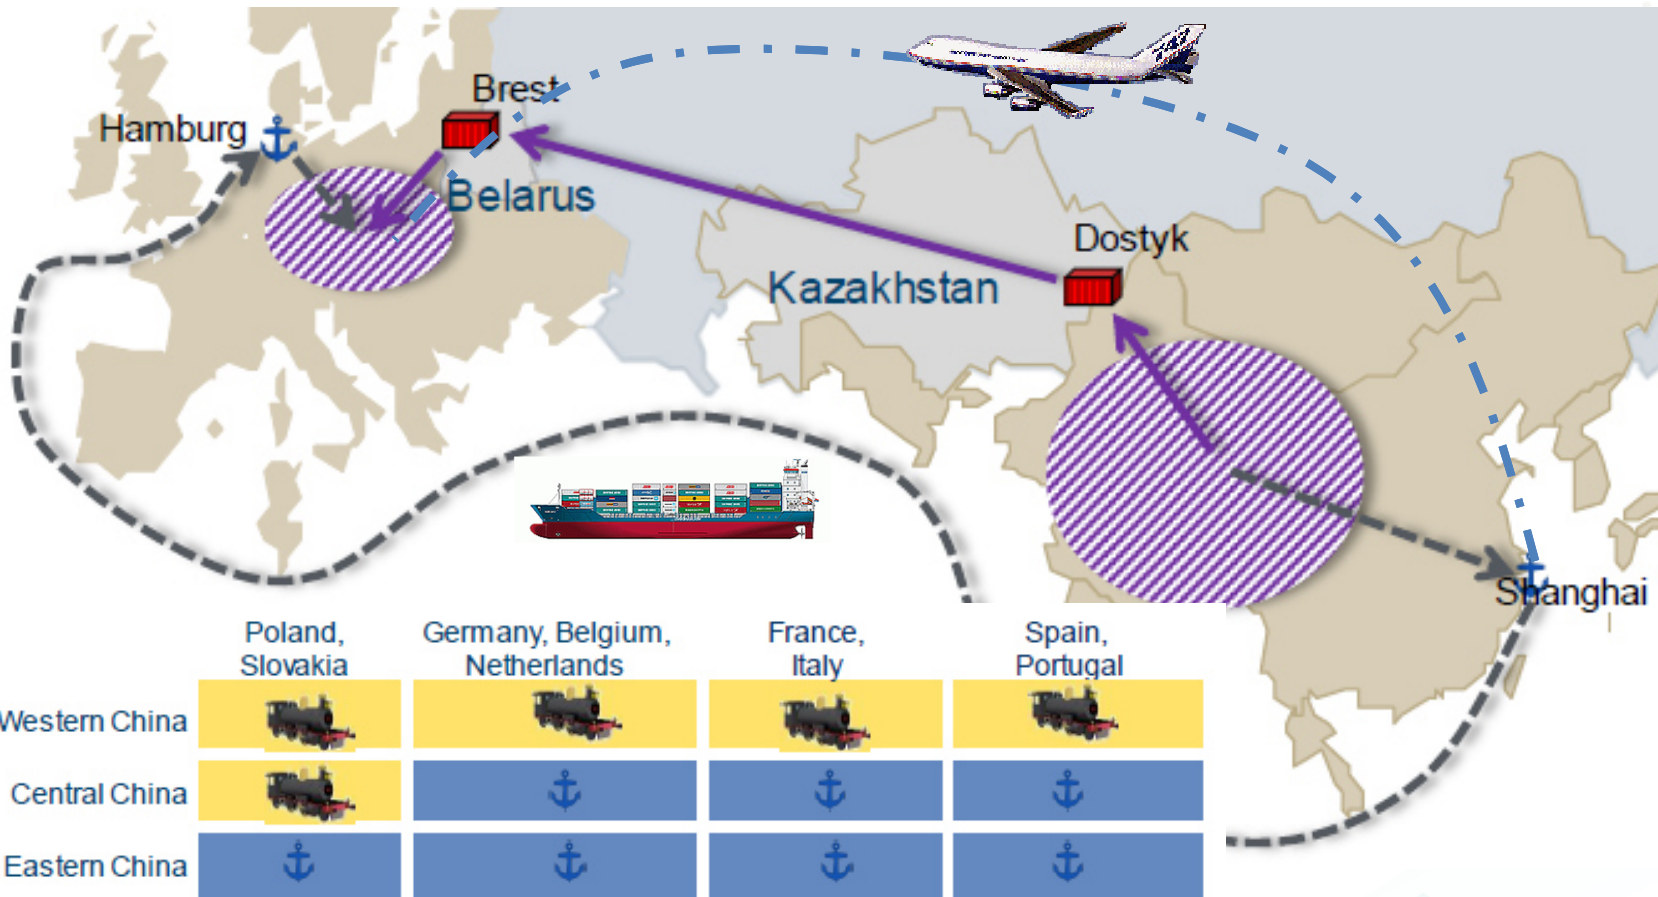 Brest
Hamburg
Belarus
Dostyk
Kazakhstan
Shanghai
Poland,
Slovakia
Germany, Belgium,
Netherlands
France,
Italy
Spain,
Portugal
Western China
Central China
Eastern China